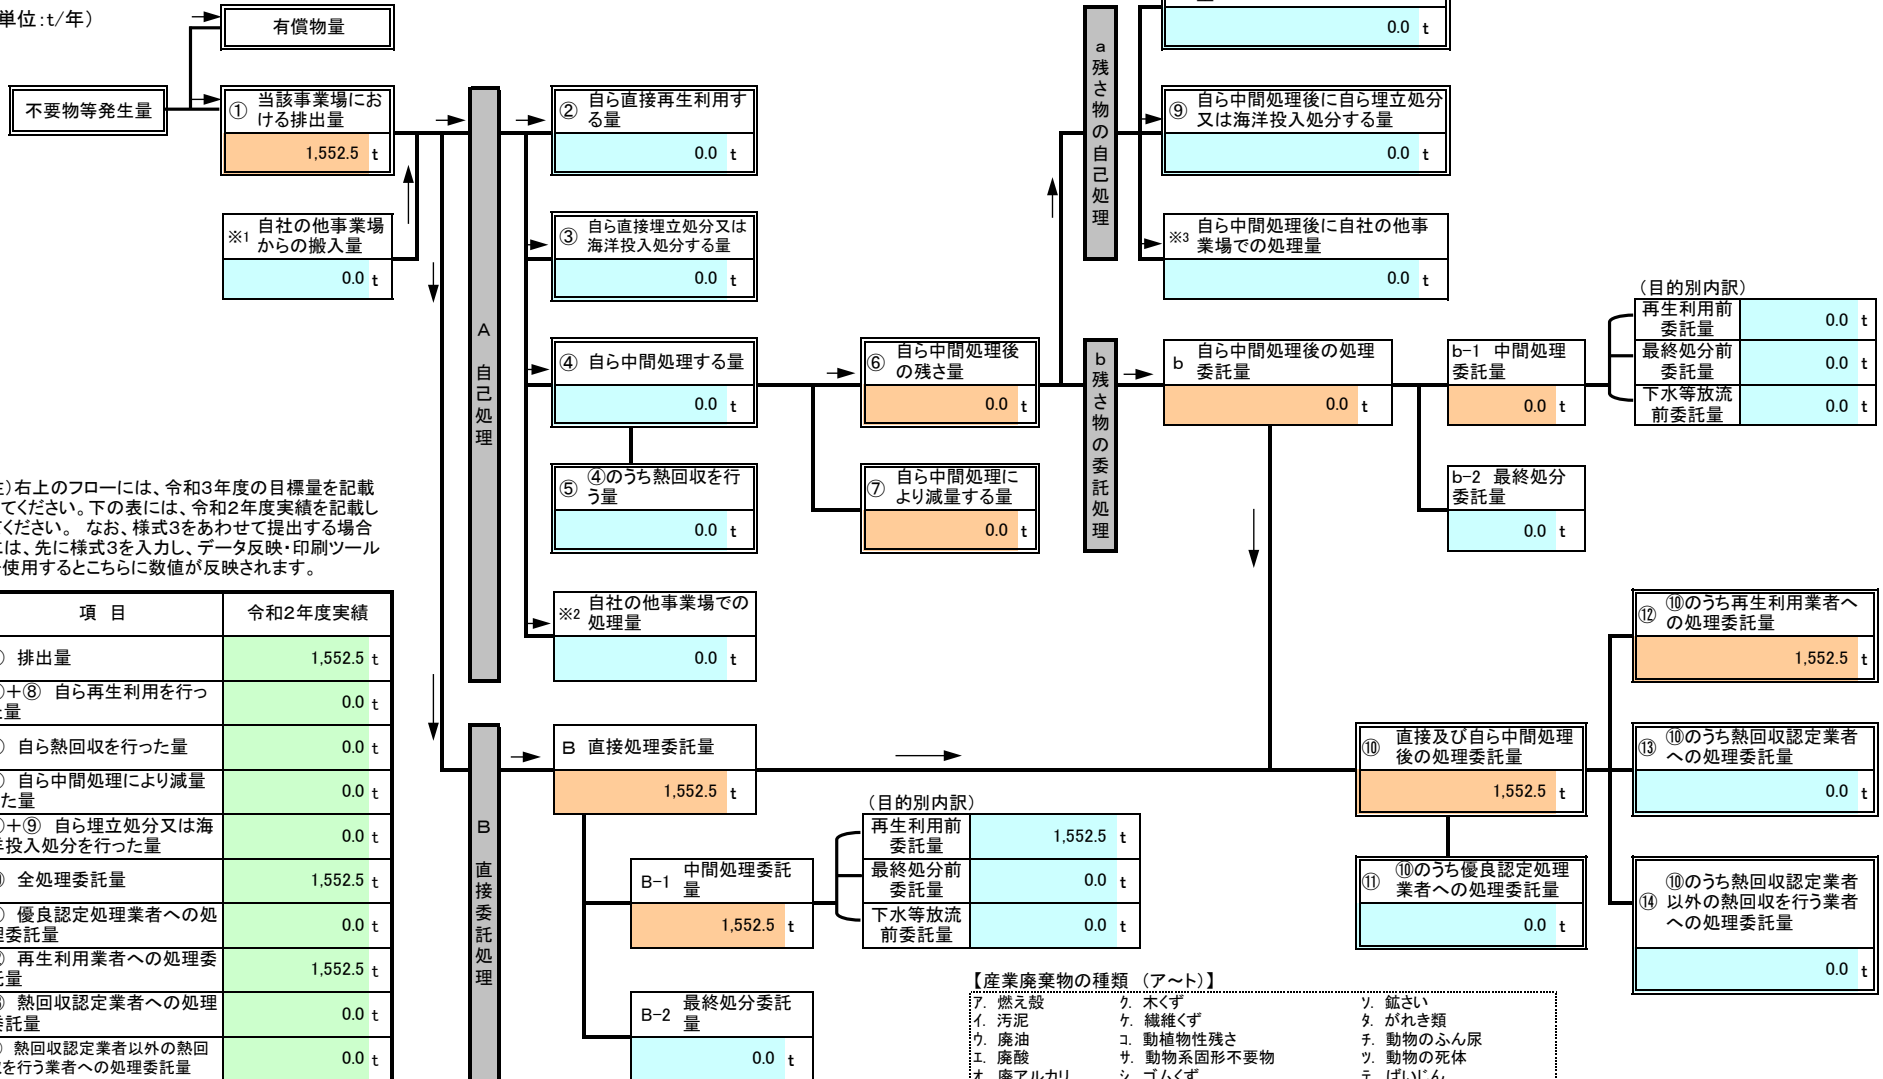 単位:t/年）
有償物量
不要物等発生量
① 当該事業場にお
ける排出量
1,552.5 t
※1 自社の他事業場
からの搬入量
0.0 t
A 自己処理
② 自ら直接再生利用す
る量
0.0 t
③ 自ら直接埋立処分又は
海洋投入処分する量
0.0 t
④ 自ら中間処理する量
0.0 t
⑤ ④のうち熱回収を行
う量
0.0 t
※2 自社の他事業場での
処理量
0.0 t
⑥ 自ら中間処理後
の残さ量
0.0 t
⑦ 自ら中間処理に
より減量する量
0.0 t
a 残さ物の自己処理
0.0 t
⑨ 自ら中間処理後に自ら埋立処分
又は海洋投入処分する量
0.0 t
※3 自ら中間処理後に自社の他事
業場での処理量
0.0 t
b 残さ物の委託処理
b 自ら中間処理後の処理
委託量
0.0 t
b-1 中間処理
委託量
0.0 t
b-2 最終処分
委託量
0.0 t
（目的別内訳）
再生利用前
委託量
0.0 t
最終処分前
委託量
0.0 t
下水等放流
前委託量
0.0 t
）右上のフローには、令和3年度の目標量を記載
てください。下の表には、令和2年度実績を記載し
ください。 なお、様式3をあわせて提出する場合
は、先に様式3を入力し、データ反映・印刷ツール
使用するとこちらに数値が反映されます。
項 目 令和2年度実績
） 排出量 1,552.5 t
）＋⑧ 自ら再生利用を行っ
量 0.0 t
） 自ら熱回収を行った量 0.0 t
） 自ら中間処理により減量
た量 0.0 t
）＋⑨ 自ら埋立処分又は海
投入処分を行った量 0.0 t
） 全処理委託量 1,552.5 t
） 優良認定処理業者への処
委託量 0.0 t
） 再生利用業者への処理委
量 1,552.5 t
） 熱回収認定業者への処理
託量 0.0 t
） 熱回収認定業者以外の熱回
を行う業者への処理委託量 0.0 t
B 直接委託処理
B 直接処理委託量
1,552.5 t
B-1 中間処理委託
量
1,552.5 t
B-2 最終処分委託
量
0.0 t
（目的別内訳）
再生利用前
委託量
1,552.5 t
最終処分前
委託量
0.0 t
下水等放流
前委託量
0.0 t
⑩ 直接及び自ら中間処理
後の処理委託量
1,552.5 t
⑪ ⑩のうち優良認定処理
業者への処理委託量
0.0 t
⑫ ⑩のうち再生利用業者へ
の処理委託量
1,552.5 t
⑬ ⑩のうち熱回収認定業者
への処理委託量
0.0 t
⑭ ⑩のうち熱回収認定業者
以外の熱回収を行う業者
への処理委託量
0.0 t
【産業廃棄物の種類 （ア～ト）】
ア. 燃え殻 ク. 木くず ソ. 鉱さい
イ. 汚泥 ケ. 繊維くず タ. がれき類
ウ. 廃油 コ. 動植物性残さ チ. 動物のふん尿
エ. 廃酸 サ. 動物系固形不要物 ツ. 動物の死体
オ. 廃アルカリ シ. ゴムくず テ. ばいじん